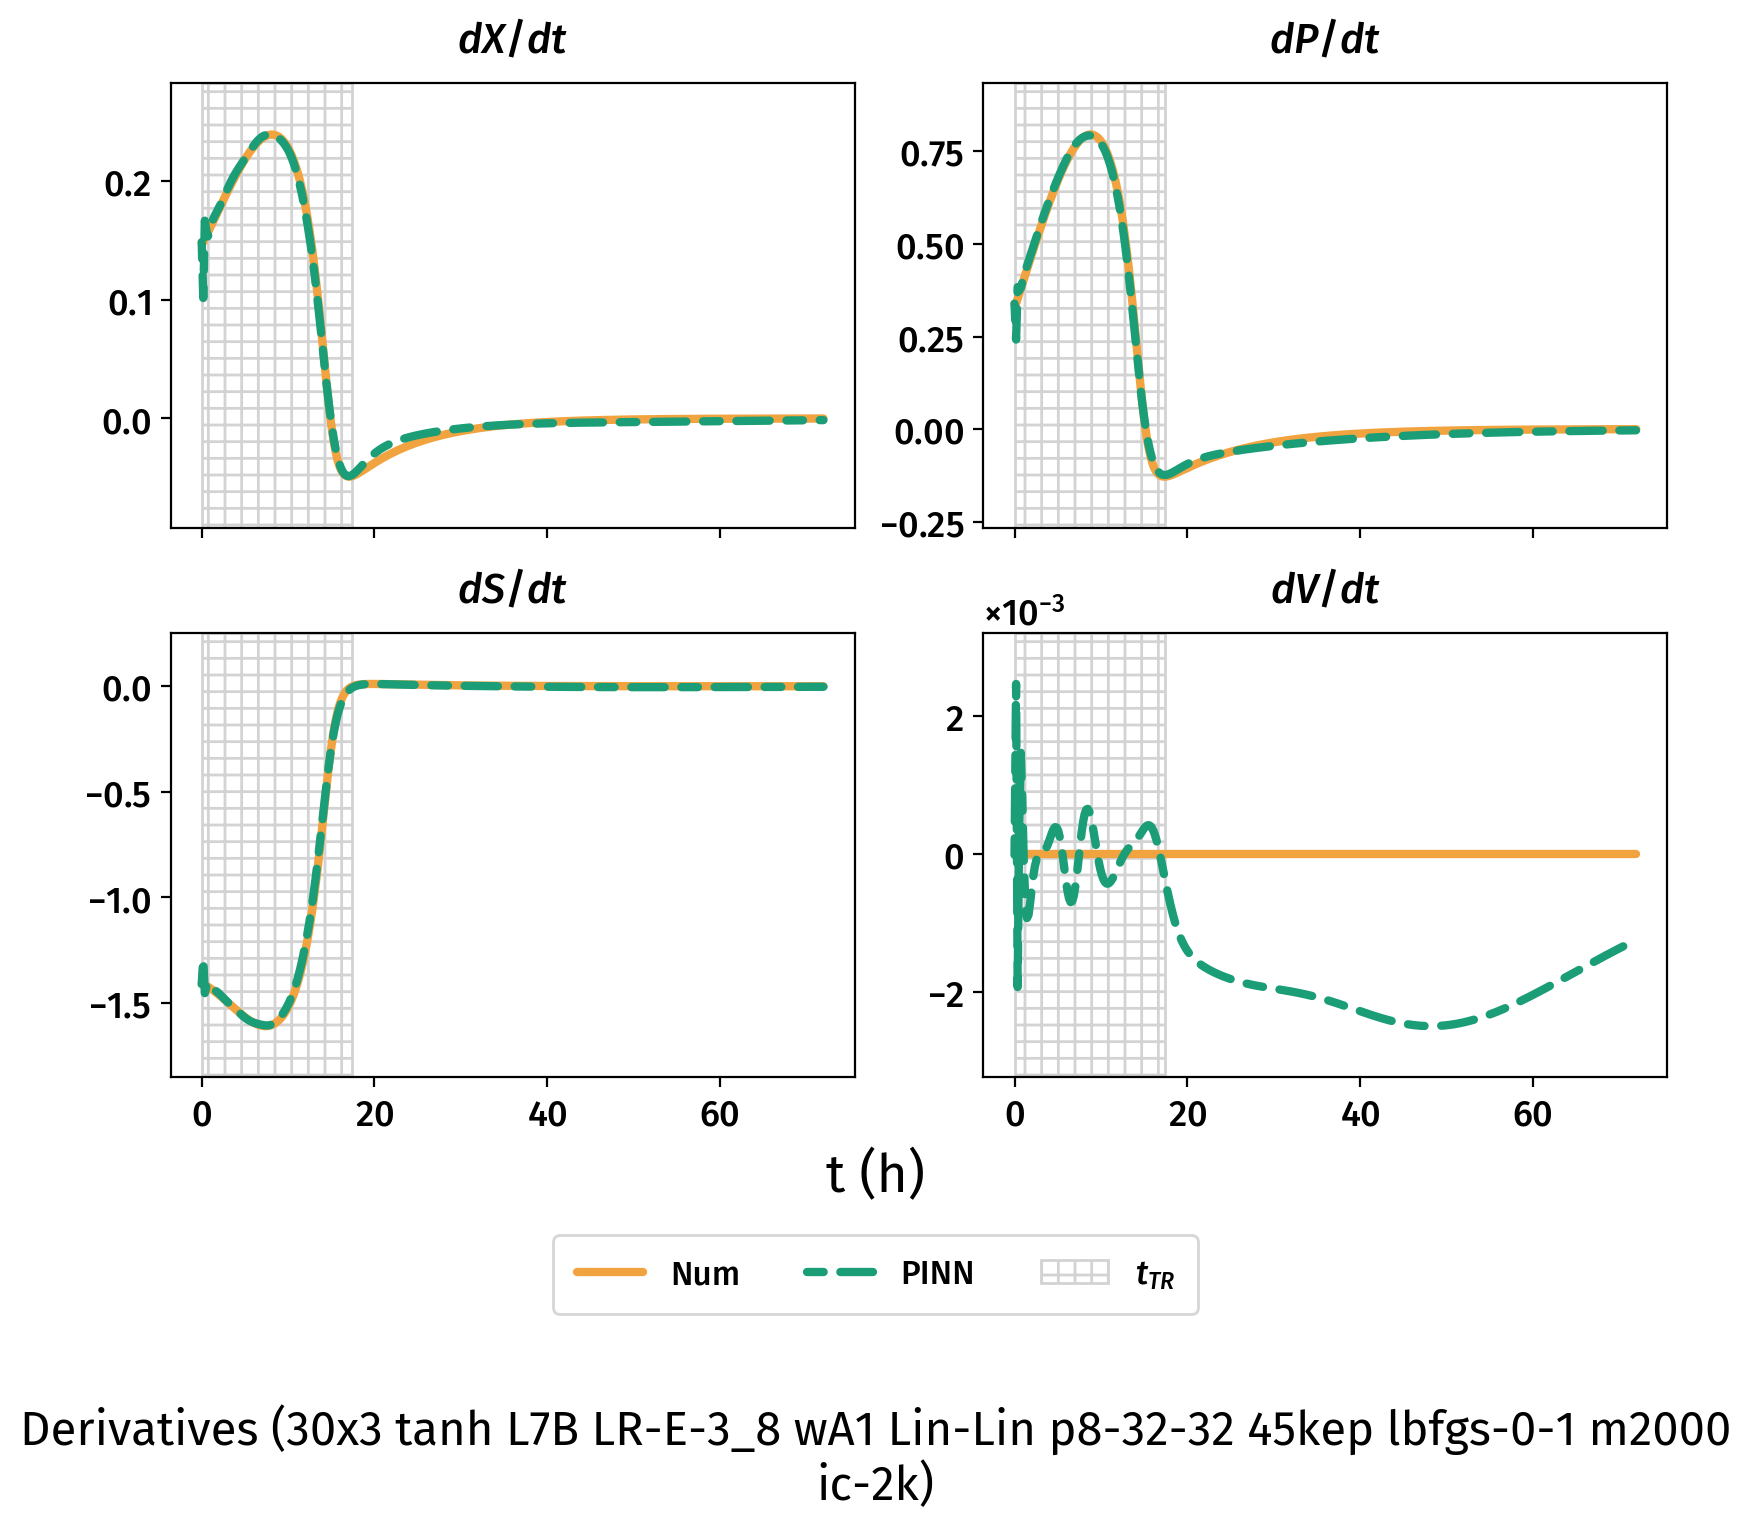 dX/dt
dP/dt
0.2
0.1
0.0
0.75
0.50
0.25
0.00
−0.25
dS/dt
dV/dt
×10⁻³
0.0
−0.5
−1.0
−1.5
2
0
−2
0 20 40 60
0 20 40 60
t (h)
Num PINN t_TR
Derivatives (30x3 tanh L7B LR-E-3_8 wA1 Lin-Lin p8-32-32 45kep lbfgs-0-1 m2000
ic-2k)